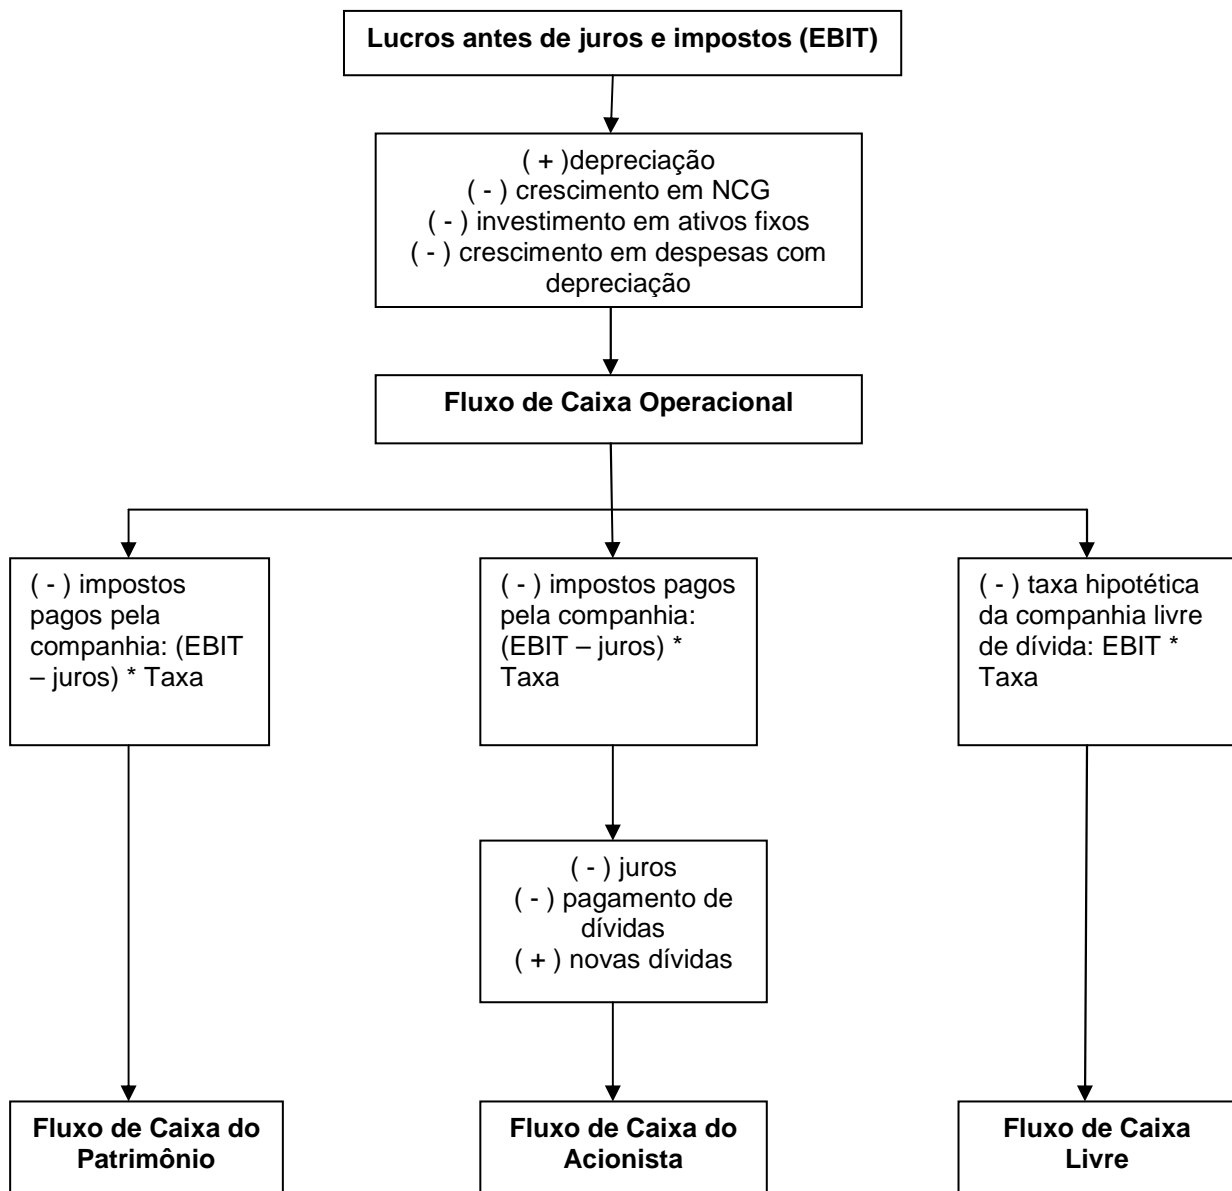 Lucros antes de juros e impostos (EBIT)
( + )depreciação
( - ) crescimento em NCG
( - ) investimento em ativos fixos
( - ) crescimento em despesas com
depreciação
Fluxo de Caixa Operacional
( - ) impostos
pagos pela
companhia: (EBIT
– juros) * Taxa
( - ) impostos pagos
pela companhia:
(EBIT – juros) *
Taxa
( - ) taxa hipotética
da companhia livre
de dívida: EBIT *
Taxa
( - ) juros
( - ) pagamento de
dívidas
( + ) novas dívidas
Fluxo de Caixa do
Patrimônio
Fluxo de Caixa do
Acionista
Fluxo de Caixa
Livre